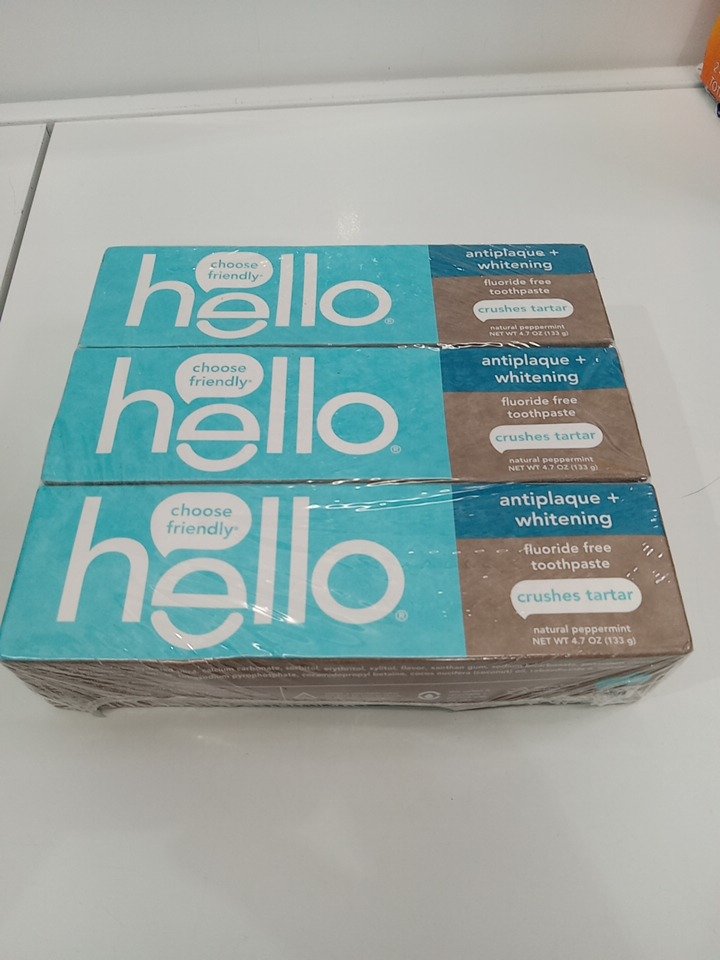 choose
friendly
hello®
antiplaque +
whitening
fluoride free
toothpaste
crushes tartar
natural peppermint
NET WT 4.7 OZ (133 g)
choose
friendly
hello®
antiplaque +
whitening
fluoride free
toothpaste
crushes tartar
natural peppermint
NET WT 4.7 OZ (133 g)
choose
friendly®
hello®
antiplaque +
whitening
fluoride free
toothpaste
crushes tartar
natural peppermint
NET WT 4.7 OZ (133 g)
calcium carbonate, erythritol, xylitol, flavor,
sodium pyrophosphate, cocamidopropyl betaine, cocos nucifera (coconut) oil